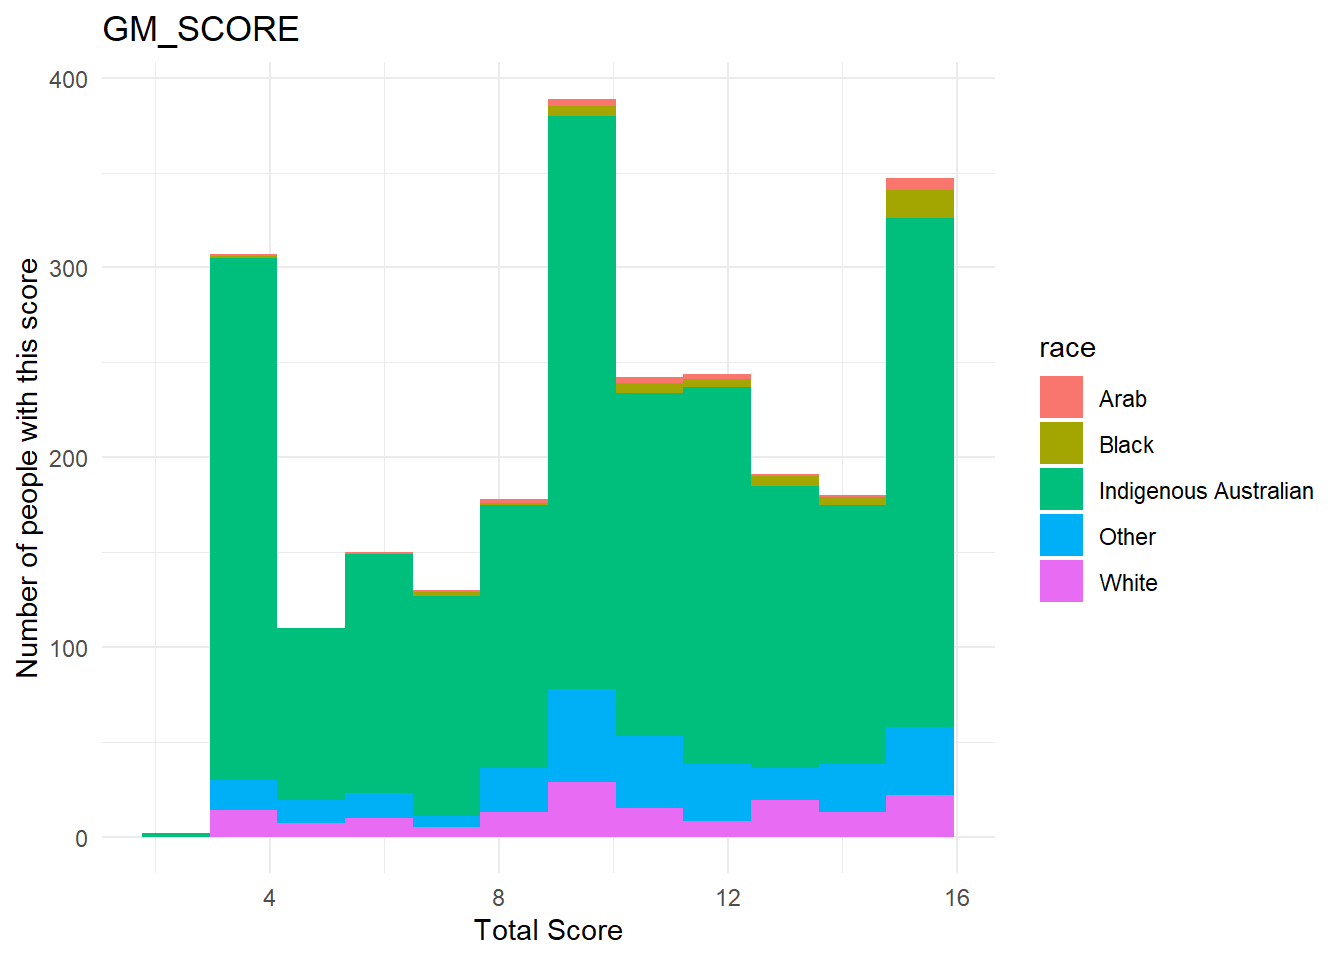 GM_SCORE
400
300
200
100
0
Number of people with this score
4 8 12 16
Total Score
race
Arab
Black
Indigenous Australian
Other
White